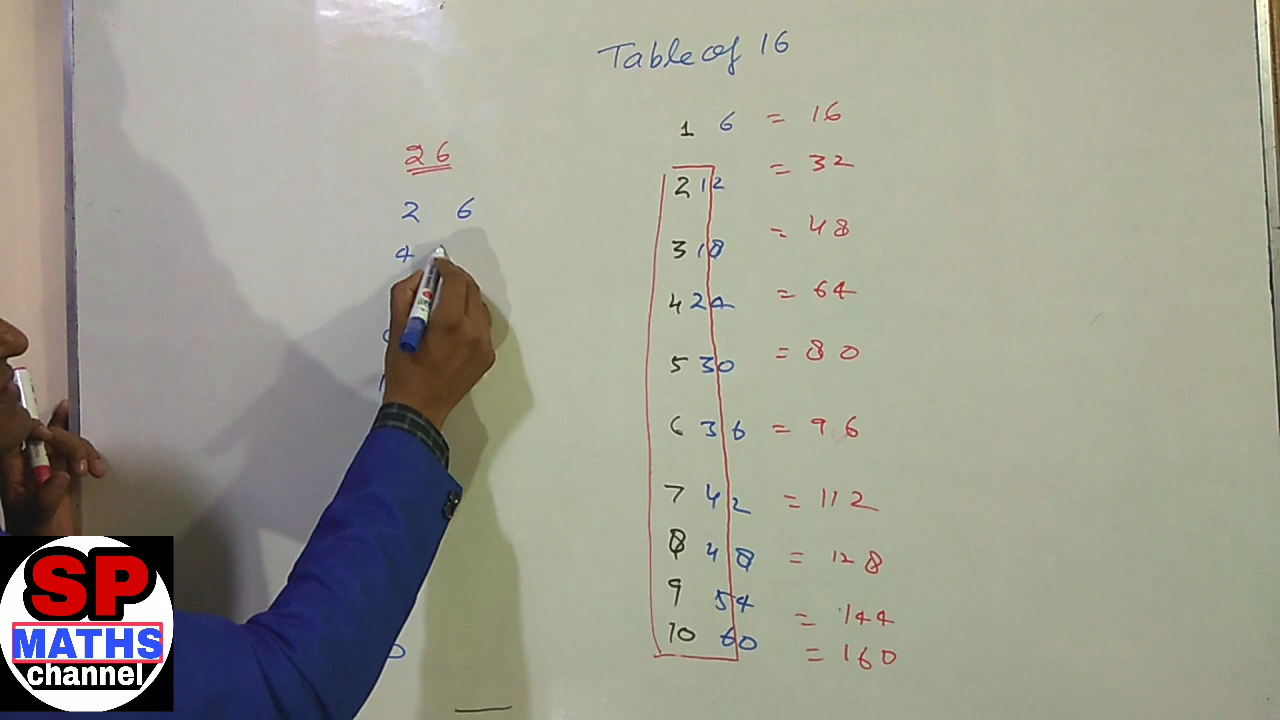 Table of 16
1 6 = 16
2 12 = 32
3 18 = 48
4 24 = 64
5 30 = 80
6 36 = 96
7 42 = 112
8 48 = 128
9 54 = 144
10 60 = 160
26
2 6
4
SP
MATHS
channel